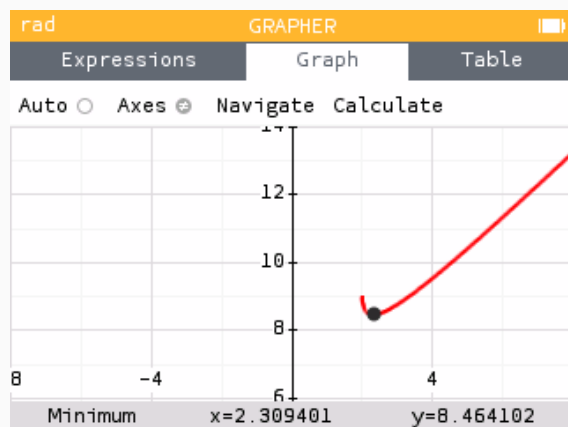 rad GRAPHER
Expressions Graph Table
Auto Axes Navigate Calculate
14
12
10
8
8 -4 4
6
Minimum x=2.309401 y=8.464102